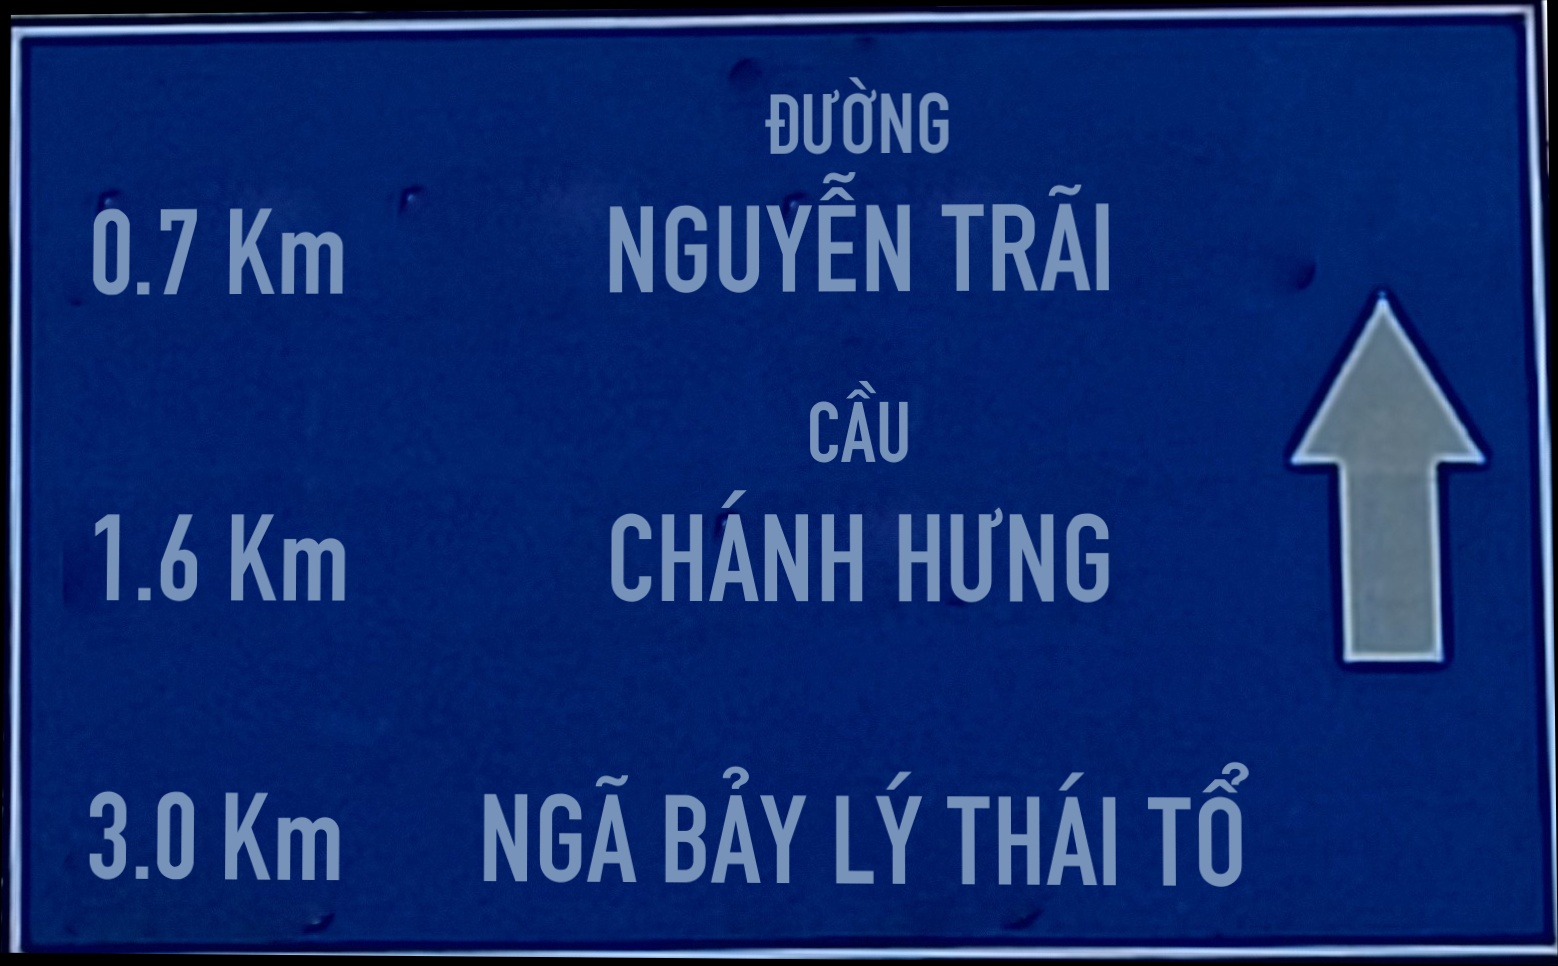 ĐƯỜNG
0.7 Km NGUYỄN TRÃI
CẦU
1.6 Km CHÁNH HƯNG
3.0 Km NGÃ BẢY LÝ THÁI TỔ